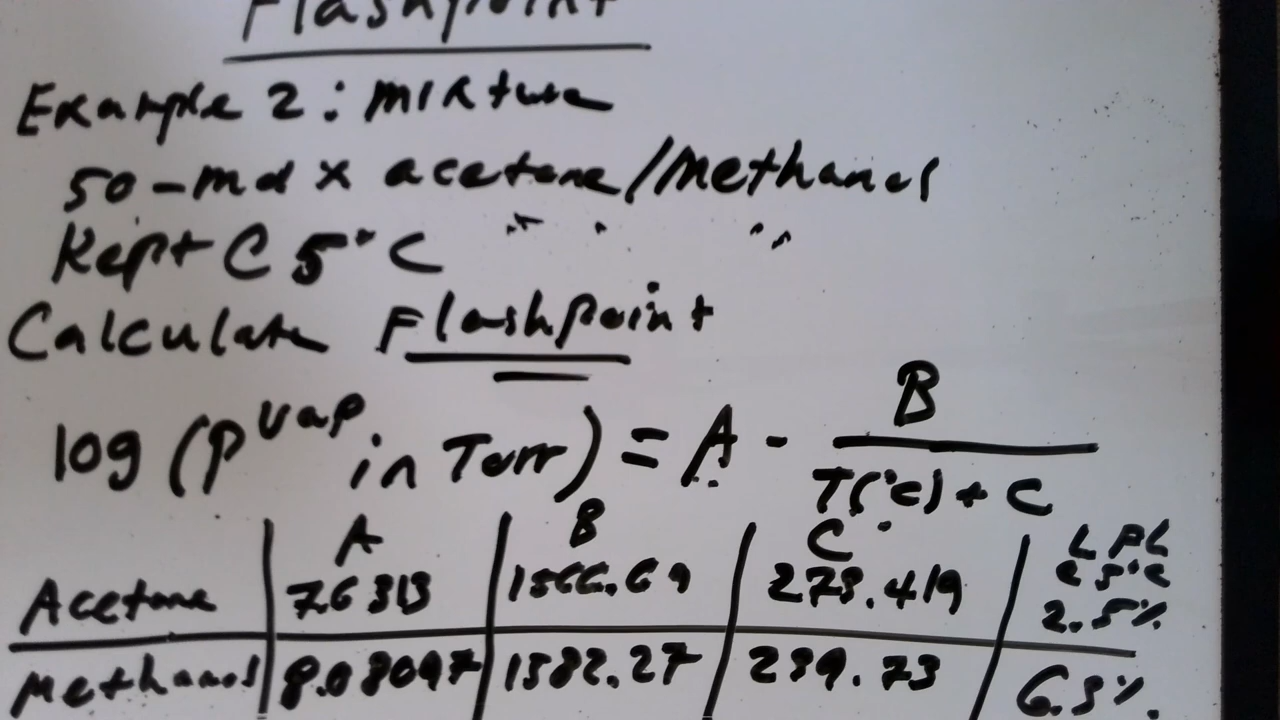 Flashpoint
Example 2: mixture
50-mol % acetone/Methanol
Kept @ 5°C
Calculate Flashpoint
log (P^vap in Torr) = A - B / (T(°C) + C)
A B C LFL @ 5°C
Acetone 7.6313 1566.69 273.419 2.5%
Methanol 8.08097 1582.27 239.73 6.3%